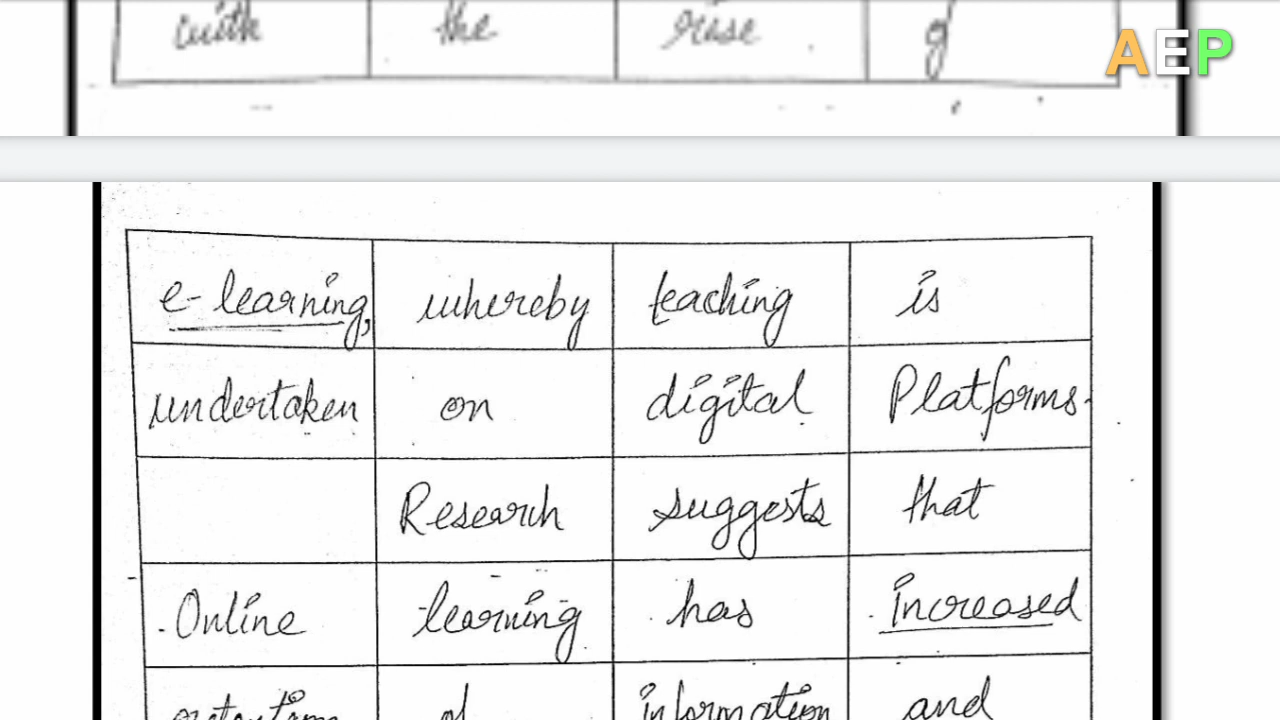 with the rise of
AEP
e-learning, whereby teaching is
undertaken on digital Platforms.
Research suggests that
Online learning has increased
retention of information and